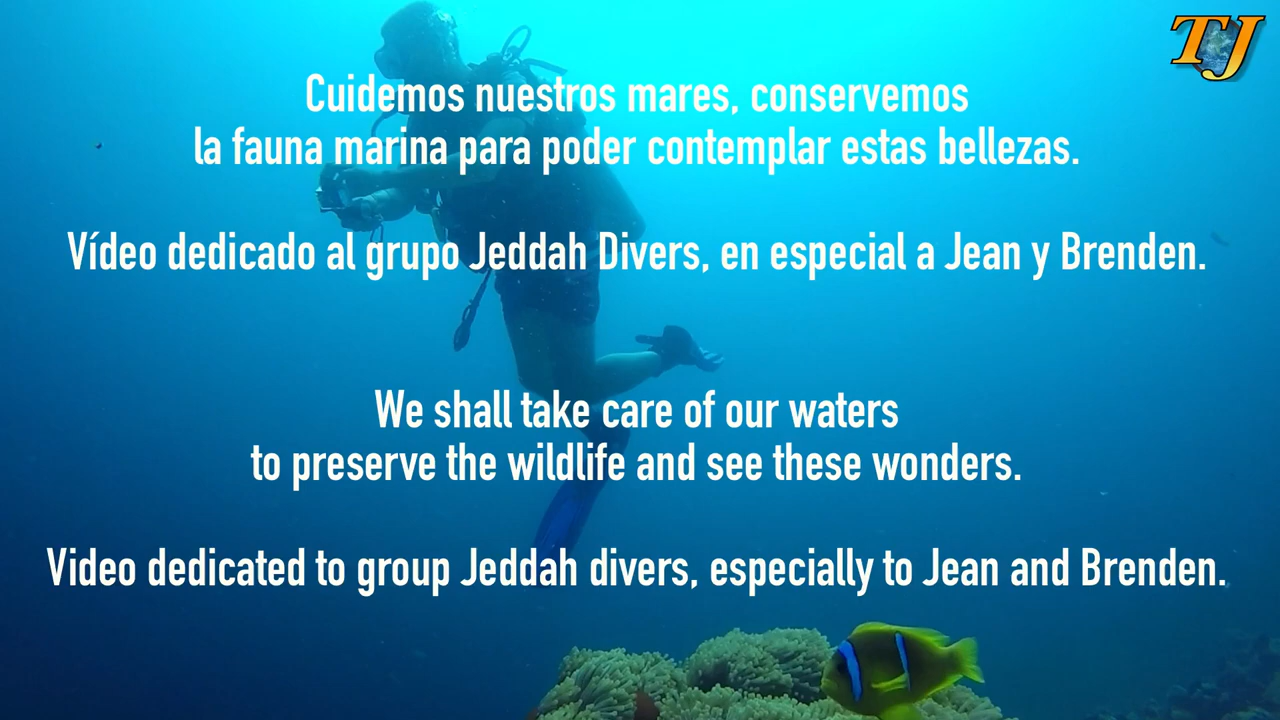 TJ
Cuidemos nuestros mares, conservemos
la fauna marina para poder contemplar estas bellezas.
Vídeo dedicado al grupo Jeddah Divers, en especial a Jean y Brenden.
We shall take care of our waters
to preserve the wildlife and see these wonders.
Video dedicated to group Jeddah divers, especially to Jean and Brenden.